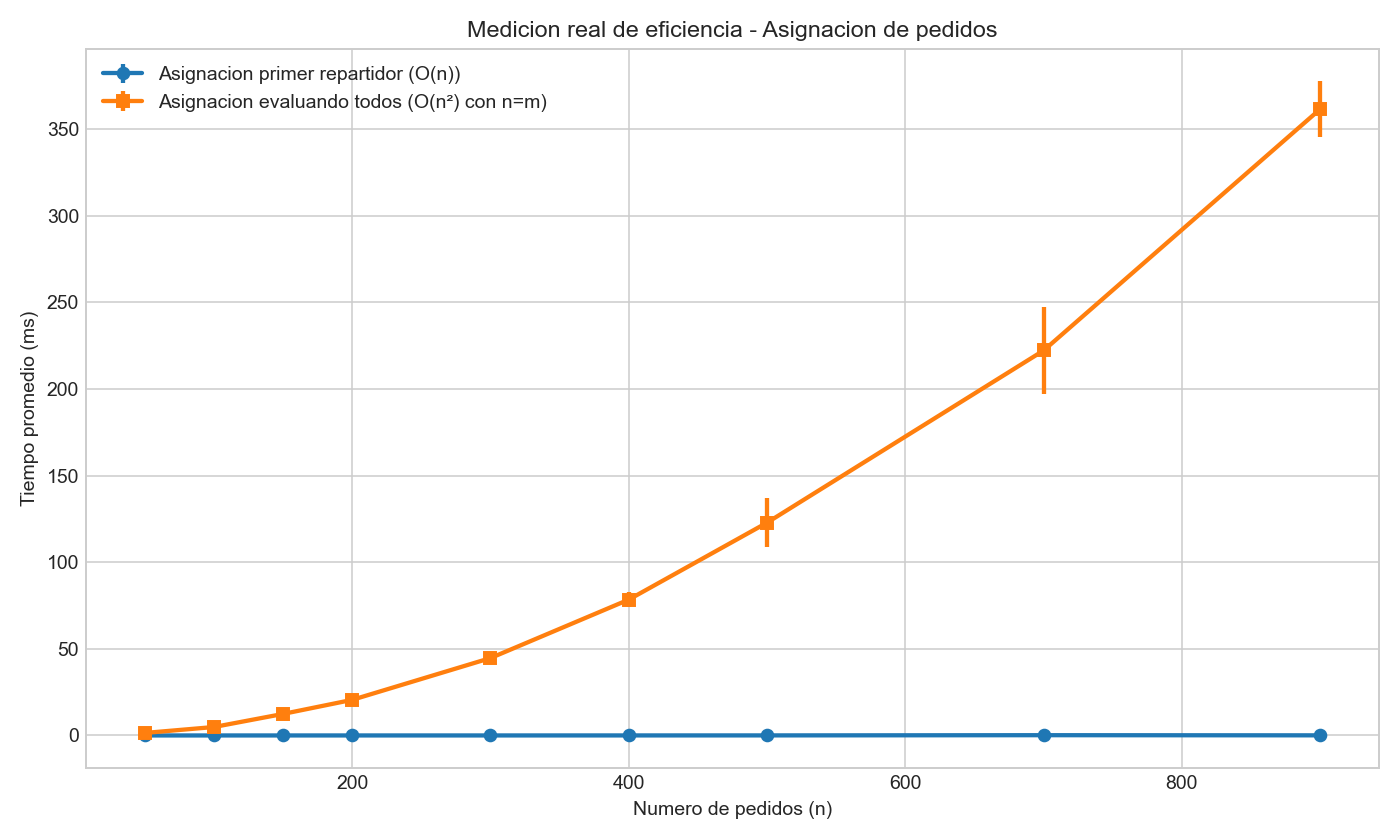 Medicion real de eficiencia - Asignacion de pedidos
Asignacion primer repartidor (O(n))
Asignacion evaluando todos (O(n²) con n=m)
350
300
250
200
150
100
50
0
Tiempo promedio (ms)
200
400
600
800
Numero de pedidos (n)